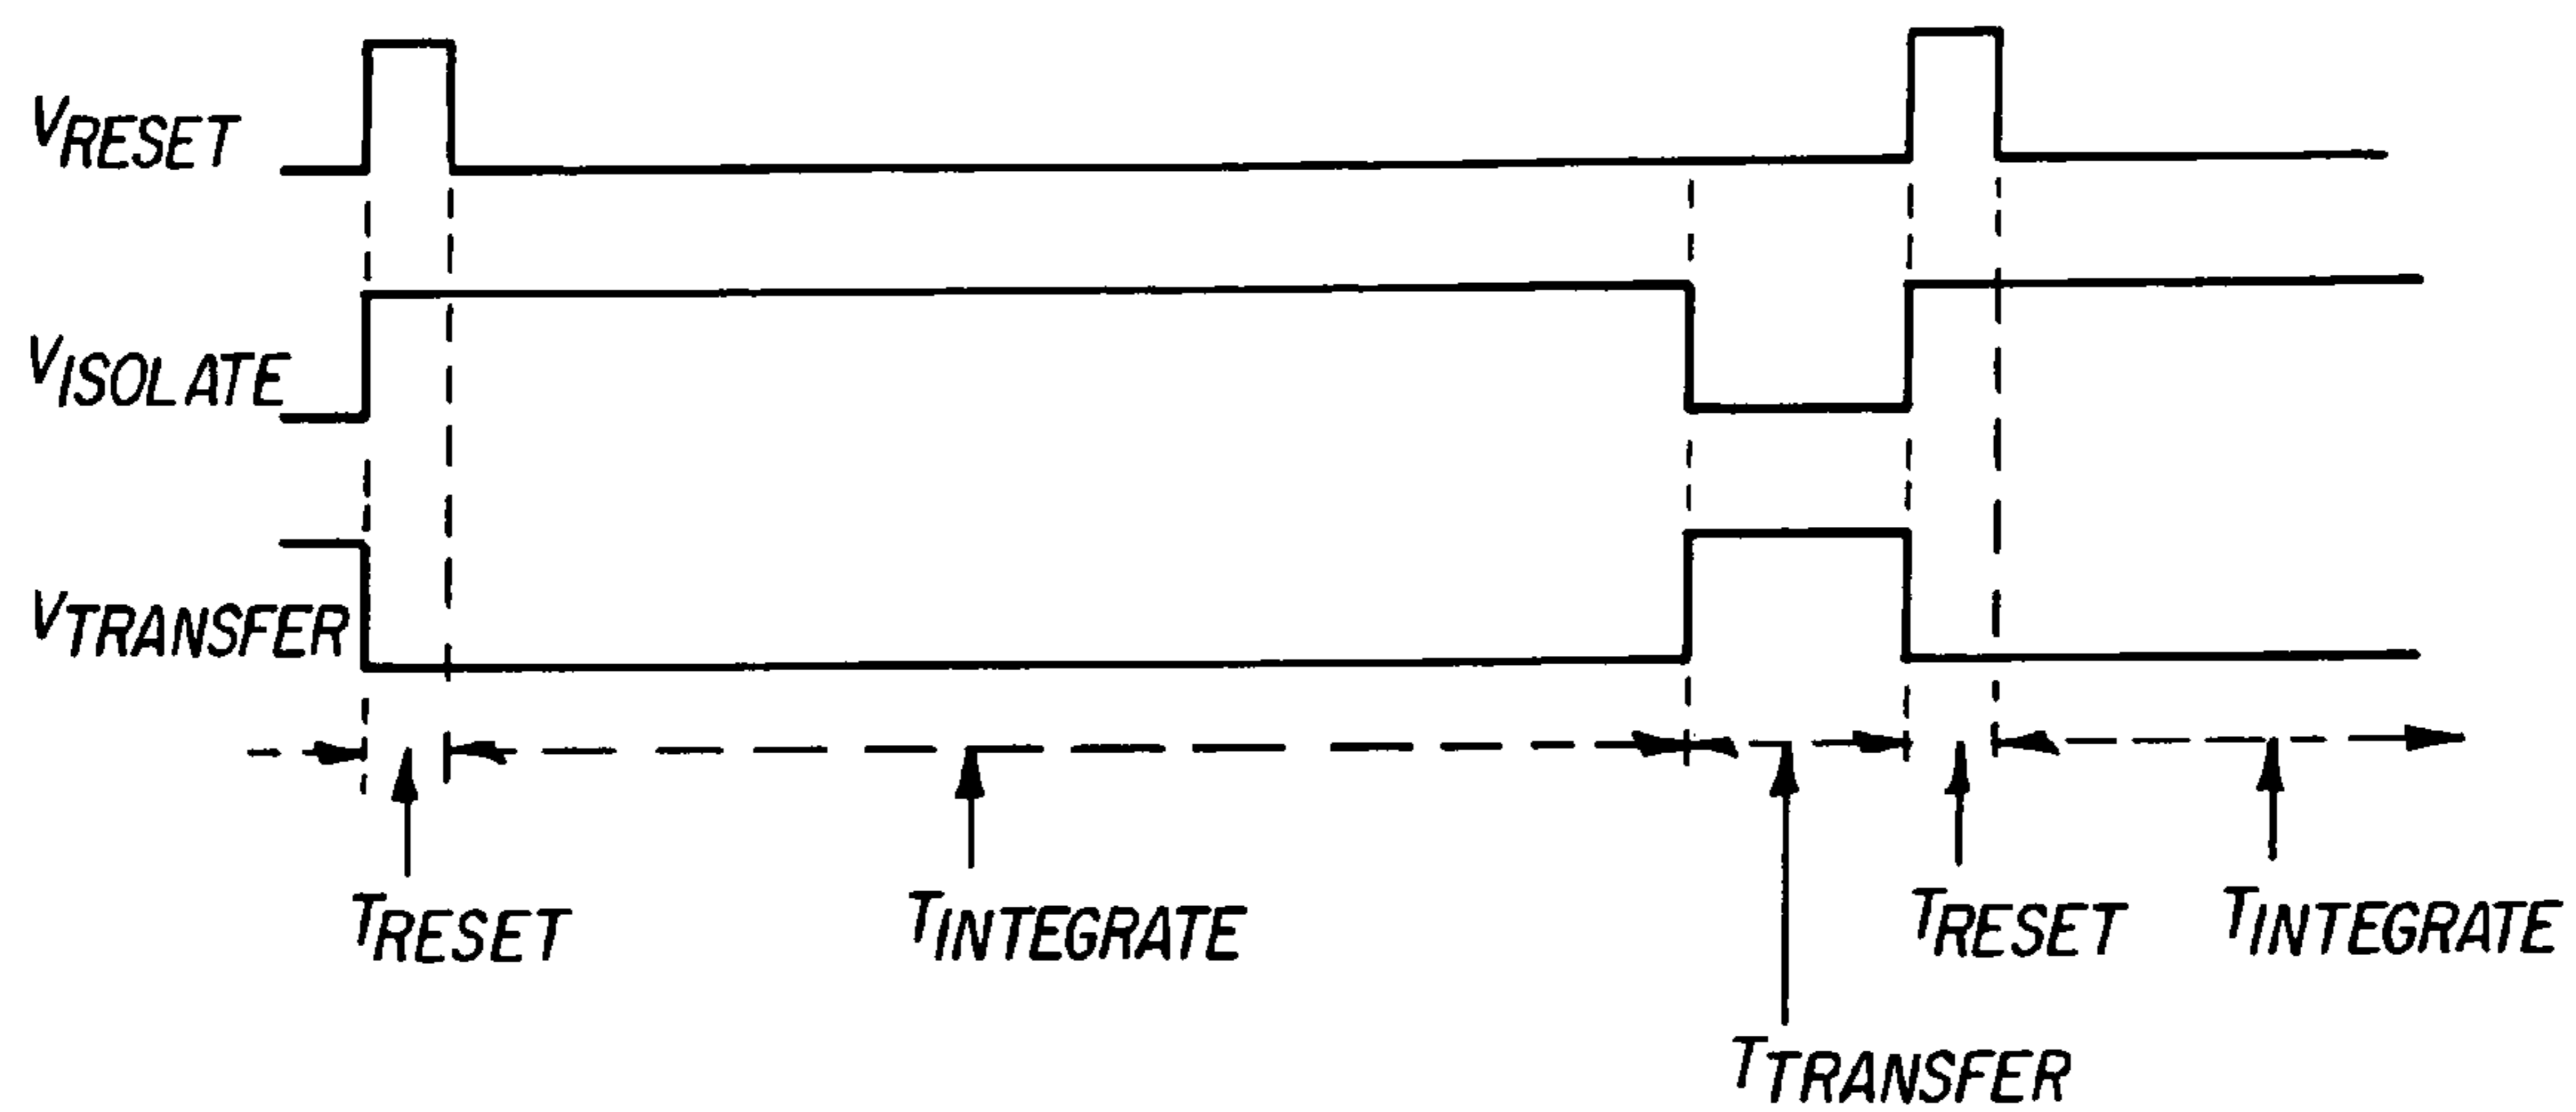 VRESET
VISOLATE
VTRANSFER
TRESET
TINTEGRATE
TRESET
TINTEGRATE
TTRANSFER